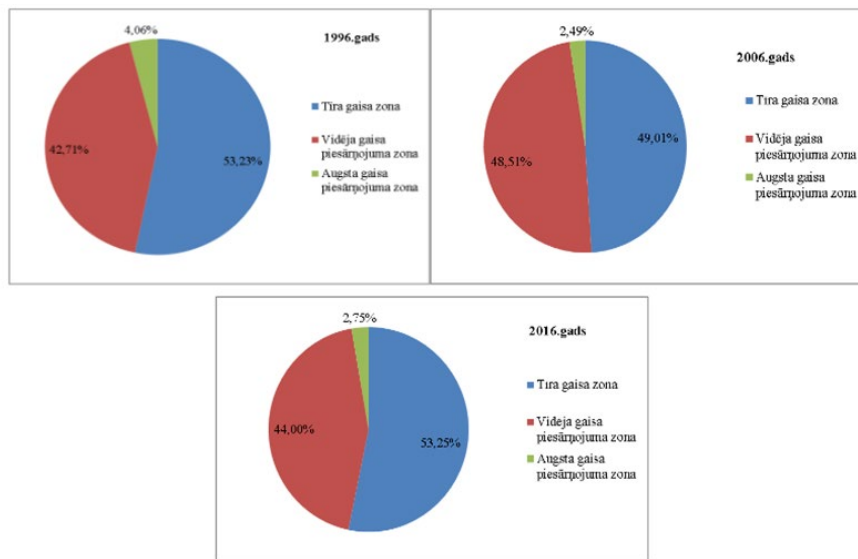 4,06%
1996.gads
Tīra gaisa zona
42,71%
53,23%
Vidēja gaisa
piesārņojuma zona
Augsta gaisa
piesārņojuma zona
2,49%
2006.gads
Tīra gaisa zona
49,01%
48,51%
Vidēja gaisa
piesārņojuma zona
Augsta gaisa
piesārņojuma zona
2,75%
2016.gads
Tīra gaisa zona
44,00%
53,25%
Vidēja gaisa
piesārņojuma zona
Augsta gaisa
piesārņojuma zona